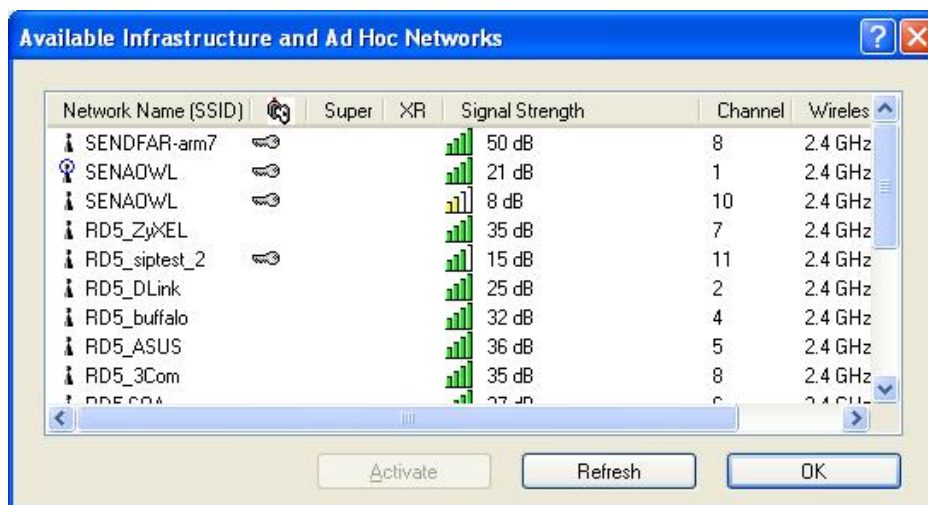 Available Infrastructure and Ad Hoc Networks
Network Name (SSID) Super XR Signal Strength Channel Wireles
SENDFAR-arm7 50 dB 8 2.4 GHz
SENAOWL 21 dB 1 2.4 GHz
SENAOWL 8 dB 10 2.4 GHz
RD5_ZyXEL 35 dB 7 2.4 GHz
RD5_siptest_2 15 dB 11 2.4 GHz
RD5_DLink 25 dB 2 2.4 GHz
RD5_buffalo 32 dB 4 2.4 GHz
RD5_ASUS 36 dB 5 2.4 GHz
RD5_3Com 35 dB 8 2.4 GHz
Activate Refresh OK